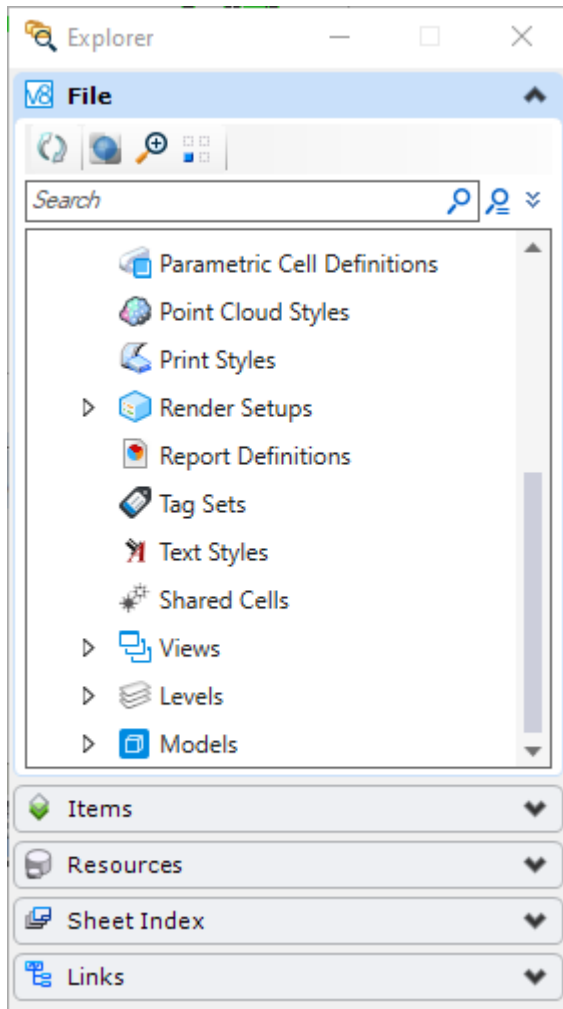 Explorer
V8 File
Search
Parametric Cell Definitions
Point Cloud Styles
Print Styles
Render Setups
Report Definitions
Tag Sets
Text Styles
Shared Cells
Views
Levels
Models
Items
Resources
Sheet Index
Links